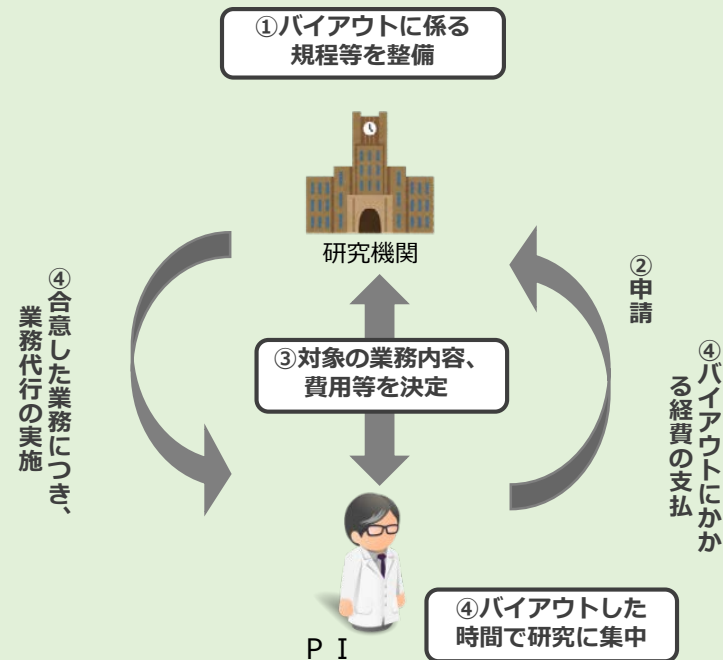 ①バイアウトに係る
規程等を整備
研究機関
②申請
③対象の業務内容、
費用等を決定
④合意した業務につき、
業務代行の実施
④バイアウトにかか
る経費の支払
④バイアウトした
時間で研究に集中
ＰＩ